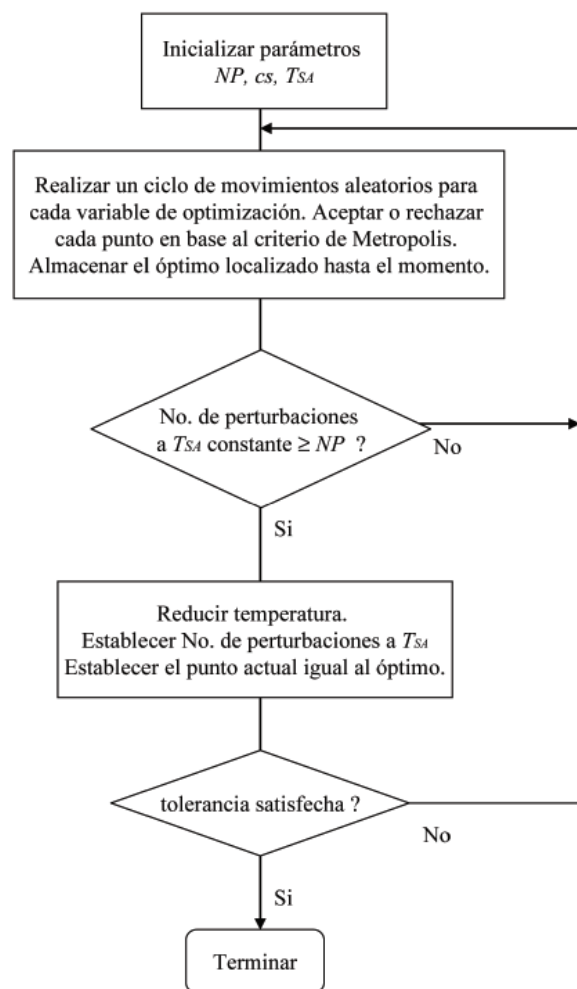 Inicializar parámetros
NP, cs, TSA
Realizar un ciclo de movimientos aleatorios para
cada variable de optimización. Aceptar o rechazar
cada punto en base al criterio de Metropolis.
Almacenar el óptimo localizado hasta el momento.
No. de perturbaciones
a TSA constante ≥ NP ?
No
Si
Reducir temperatura.
Establecer No. de perturbaciones a TSA
Establecer el punto actual igual al óptimo.
tolerancia satisfecha ?
No
Si
Terminar